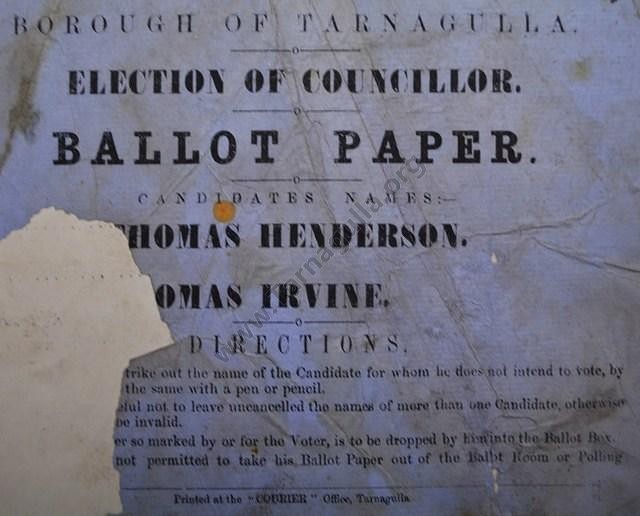 BOROUGH OF TARNAGULLA.
ELECTION OF COUNCILLOR.
BALLOT PAPER.
CANDIDATES NAMES:—
HOMAS HENDERSON.
OMAS IRVINE.
DIRECTIONS.
trike out the name of the Candidate for whom he does not intend to vote, by
the same with a pen or pencil.
eful not to leave uncancelled the names of more than one Candidate, otherwise
be invalid.
er so marked by or for the Voter, is to be dropped by him into the Ballot Box.
not permitted to take his Ballot Paper out of the Ballot Room or Polling
Printed at the "COURIER" Office, Tarnagulla